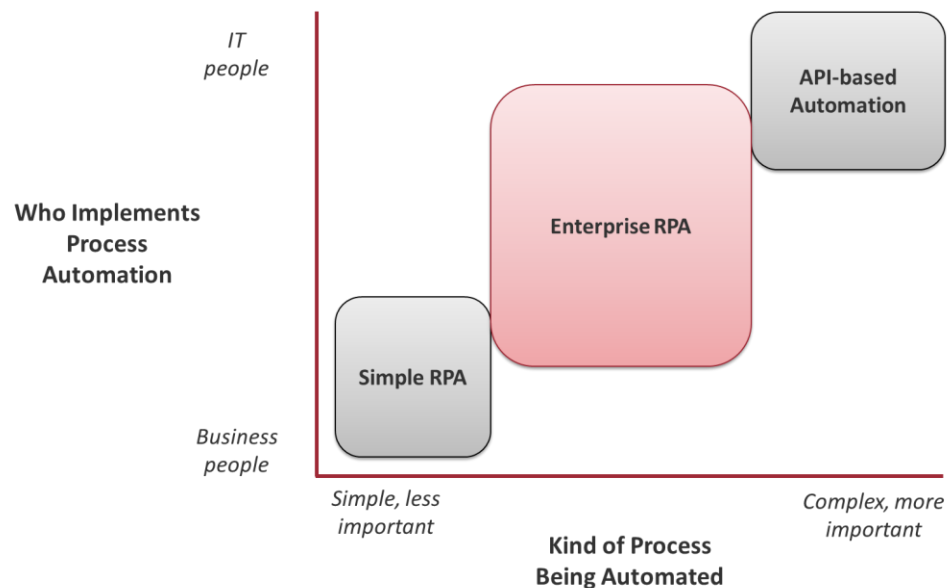 IT
people
API-based
Automation
Who Implements
Process
Automation
Enterprise RPA
Simple RPA
Business
people
Simple, less
important
Complex, more
important
Kind of Process
Being Automated